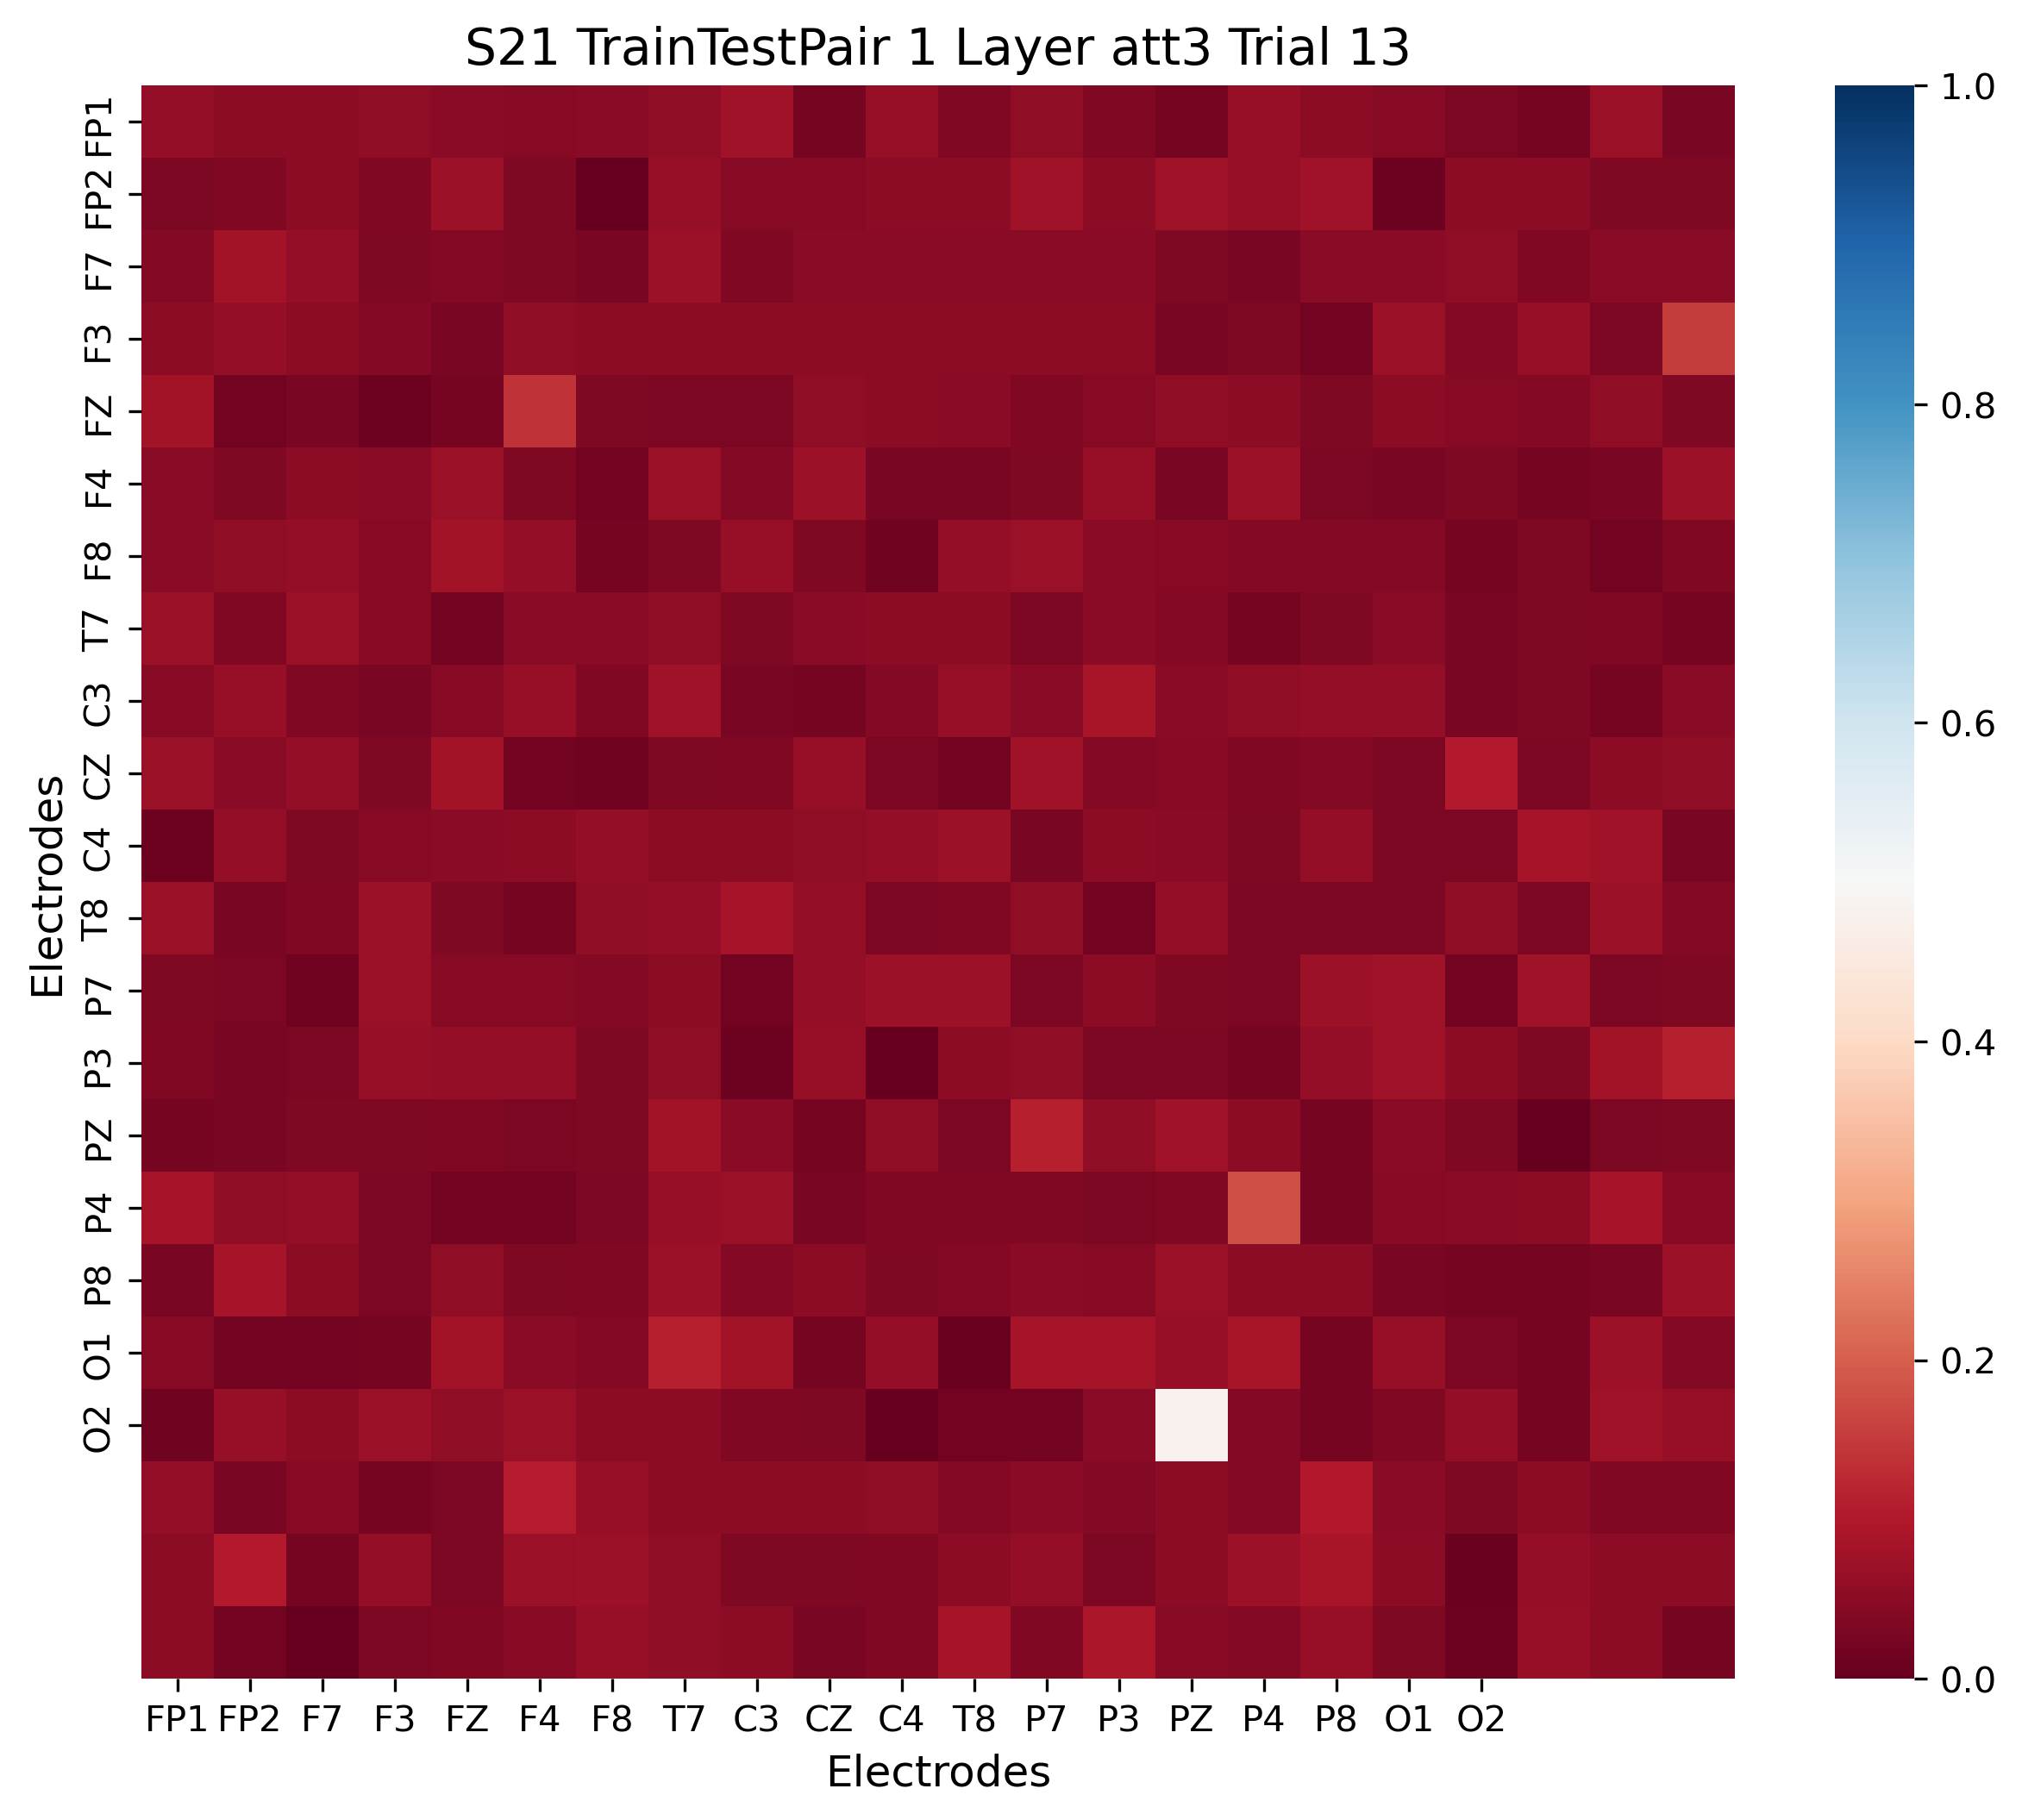 S21 TrainTestPair 1 Layer att3 Trial 13
Electrodes
FP1
FP2
F7
F3
FZ
F4
F8
T7
C3
CZ
C4
T8
P7
P3
PZ
P4
P8
O1
O2
FP1 FP2 F7 F3 FZ F4 F8 T7 C3 CZ C4 T8 P7 P3 PZ P4 P8 O1 O2
Electrodes
1.0
0.8
0.6
0.4
0.2
0.0